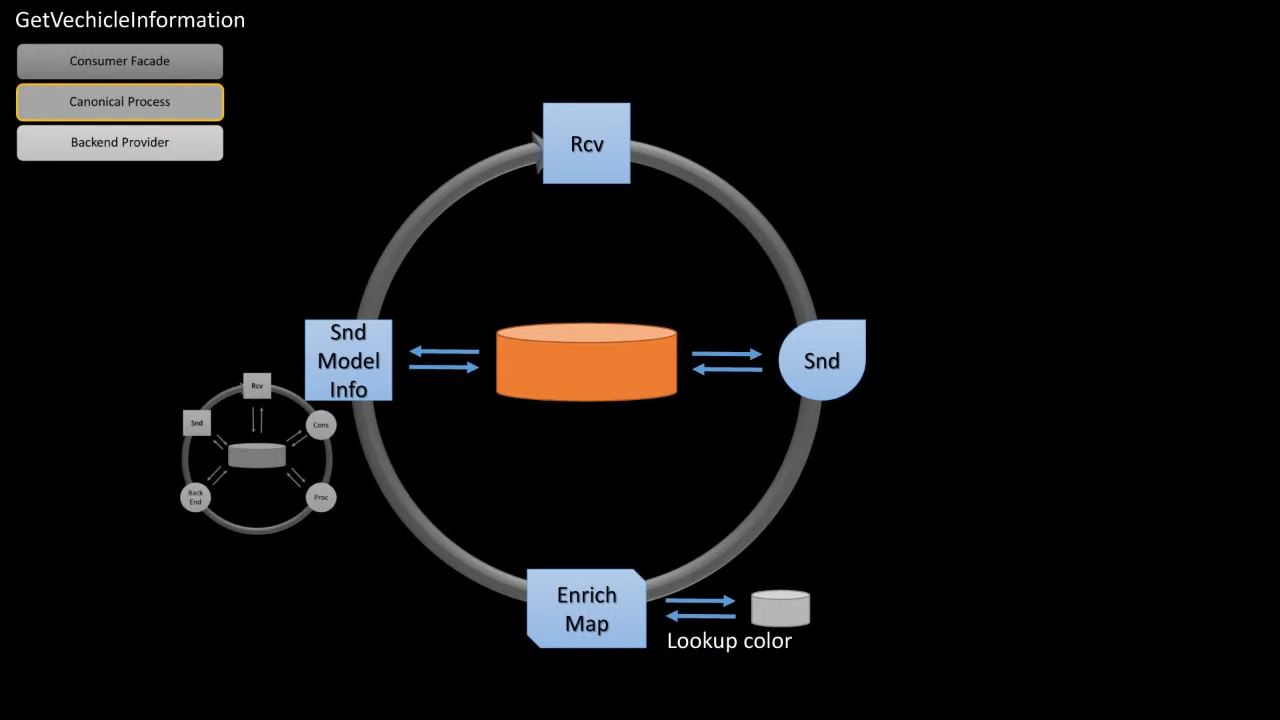 GetVechicleInformation
Consumer Facade
Canonical Process
Backend Provider
Rcv
Snd
Model
Info
Snd
Rcv
Snd
Cons
Back
End
Proc
Enrich
Map
Lookup color